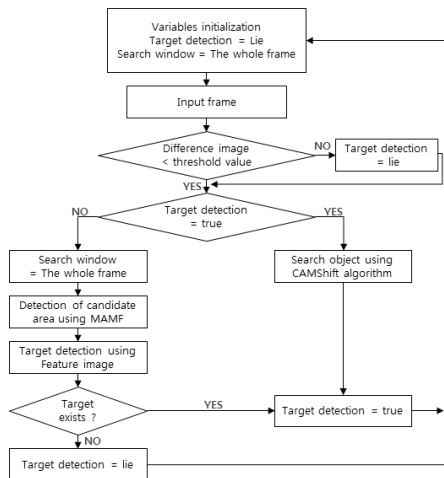 Variables initialization
Target detection = Lie
Search window = The whole frame
Input frame
Difference image
< threshold value
NO
Target detection
= lie
YES
Target detection
= true
NO
YES
Search window
= The whole frame
Search object using
CAMShift algorithm
Detection of candidate
area using MAMF
Target detection using
Feature image
Target
exists ?
YES
Target detection = true
NO
Target detection = lie